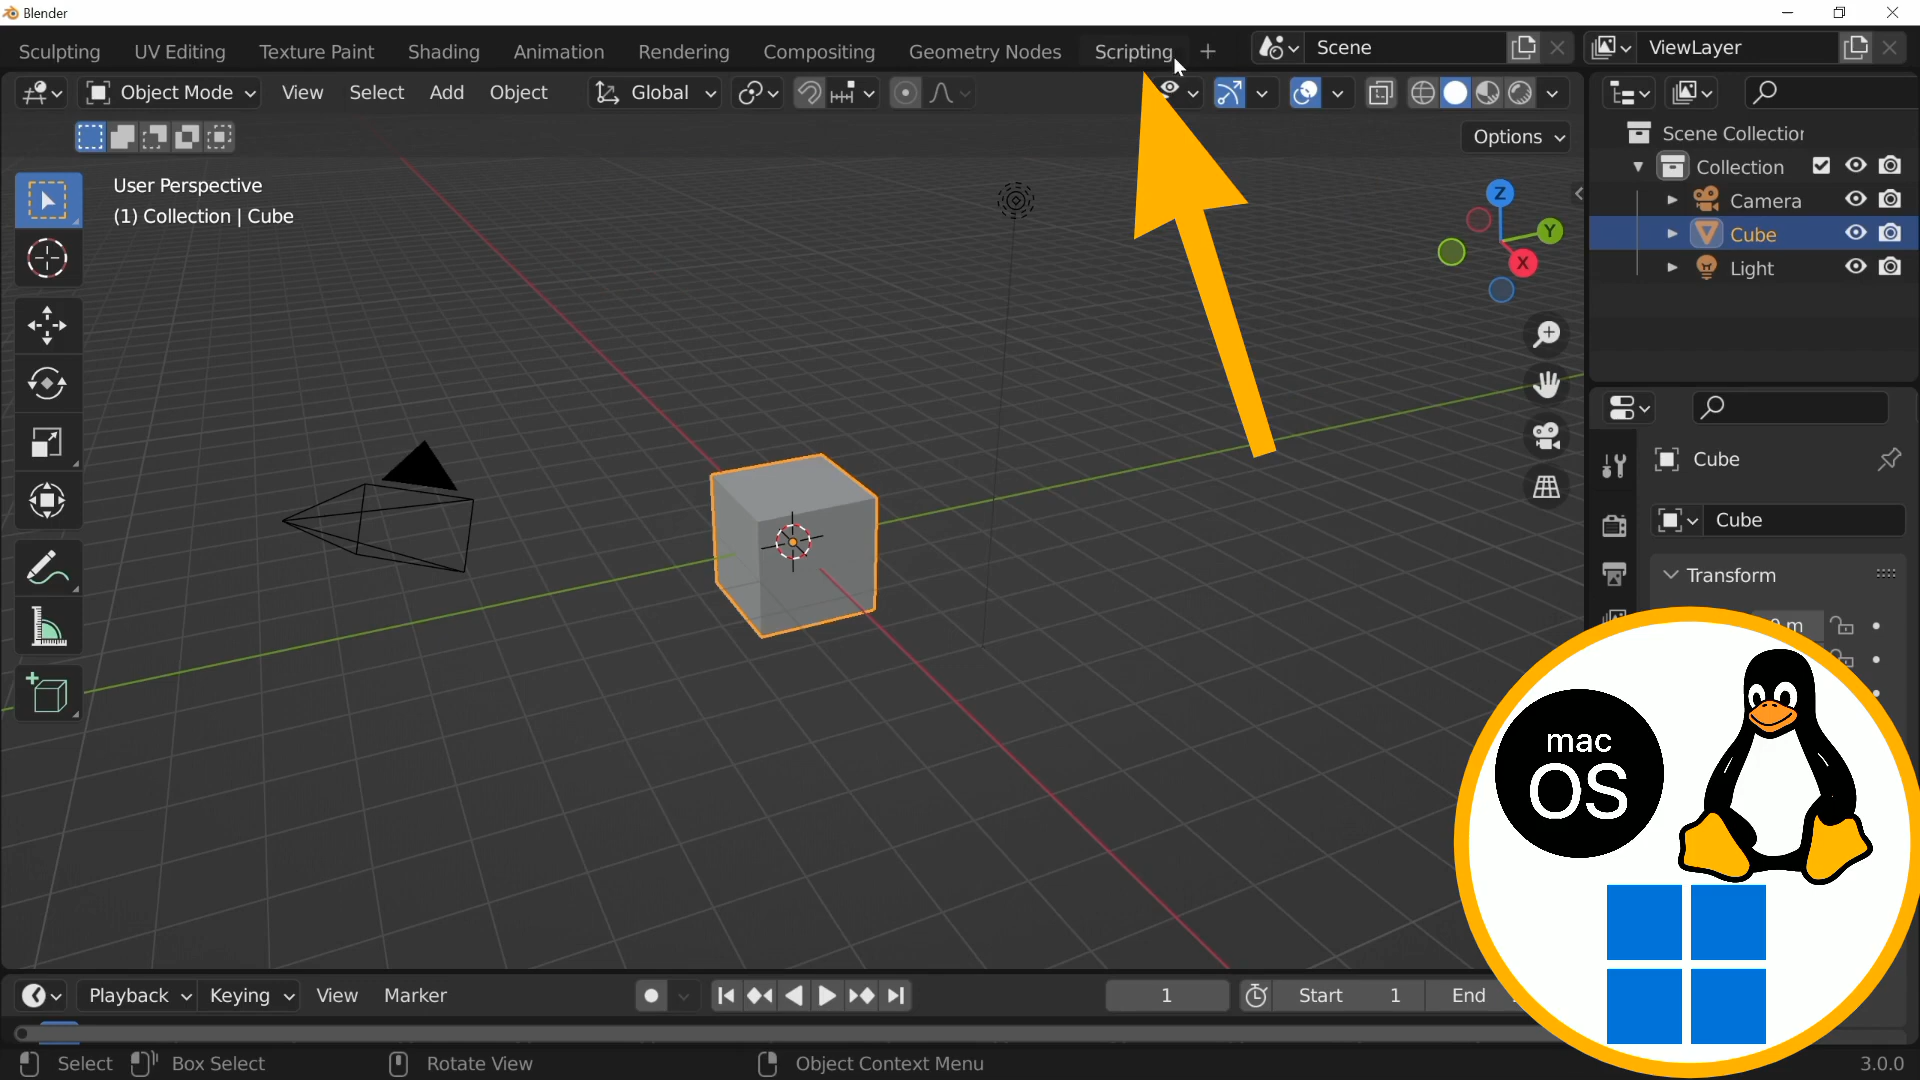 Blender
Sculpting UV Editing Texture Paint Shading Animation Rendering Compositing Geometry Nodes Scripting + Scene ViewLayer
Object Mode View Select Add Object Global
Options
User Perspective
(1) Collection | Cube
Scene Collection
Collection
Camera
Cube
Light
Z
Y
X
Cube
Cube
Transform
0 m
mac
OS
Playback Keying View Marker 1 Start 1 End
Select Box Select Rotate View Object Context Menu 3.0.0